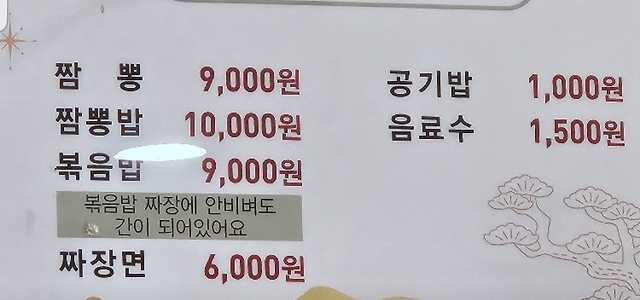 짬 뽕 9,000원
짬뽕밥 10,000원
볶음밥 9,000원
볶음밥 짜장에 안비벼도
간이 되어있어요
짜장면 6,000원
공기밥 1,000원
음료수 1,500원